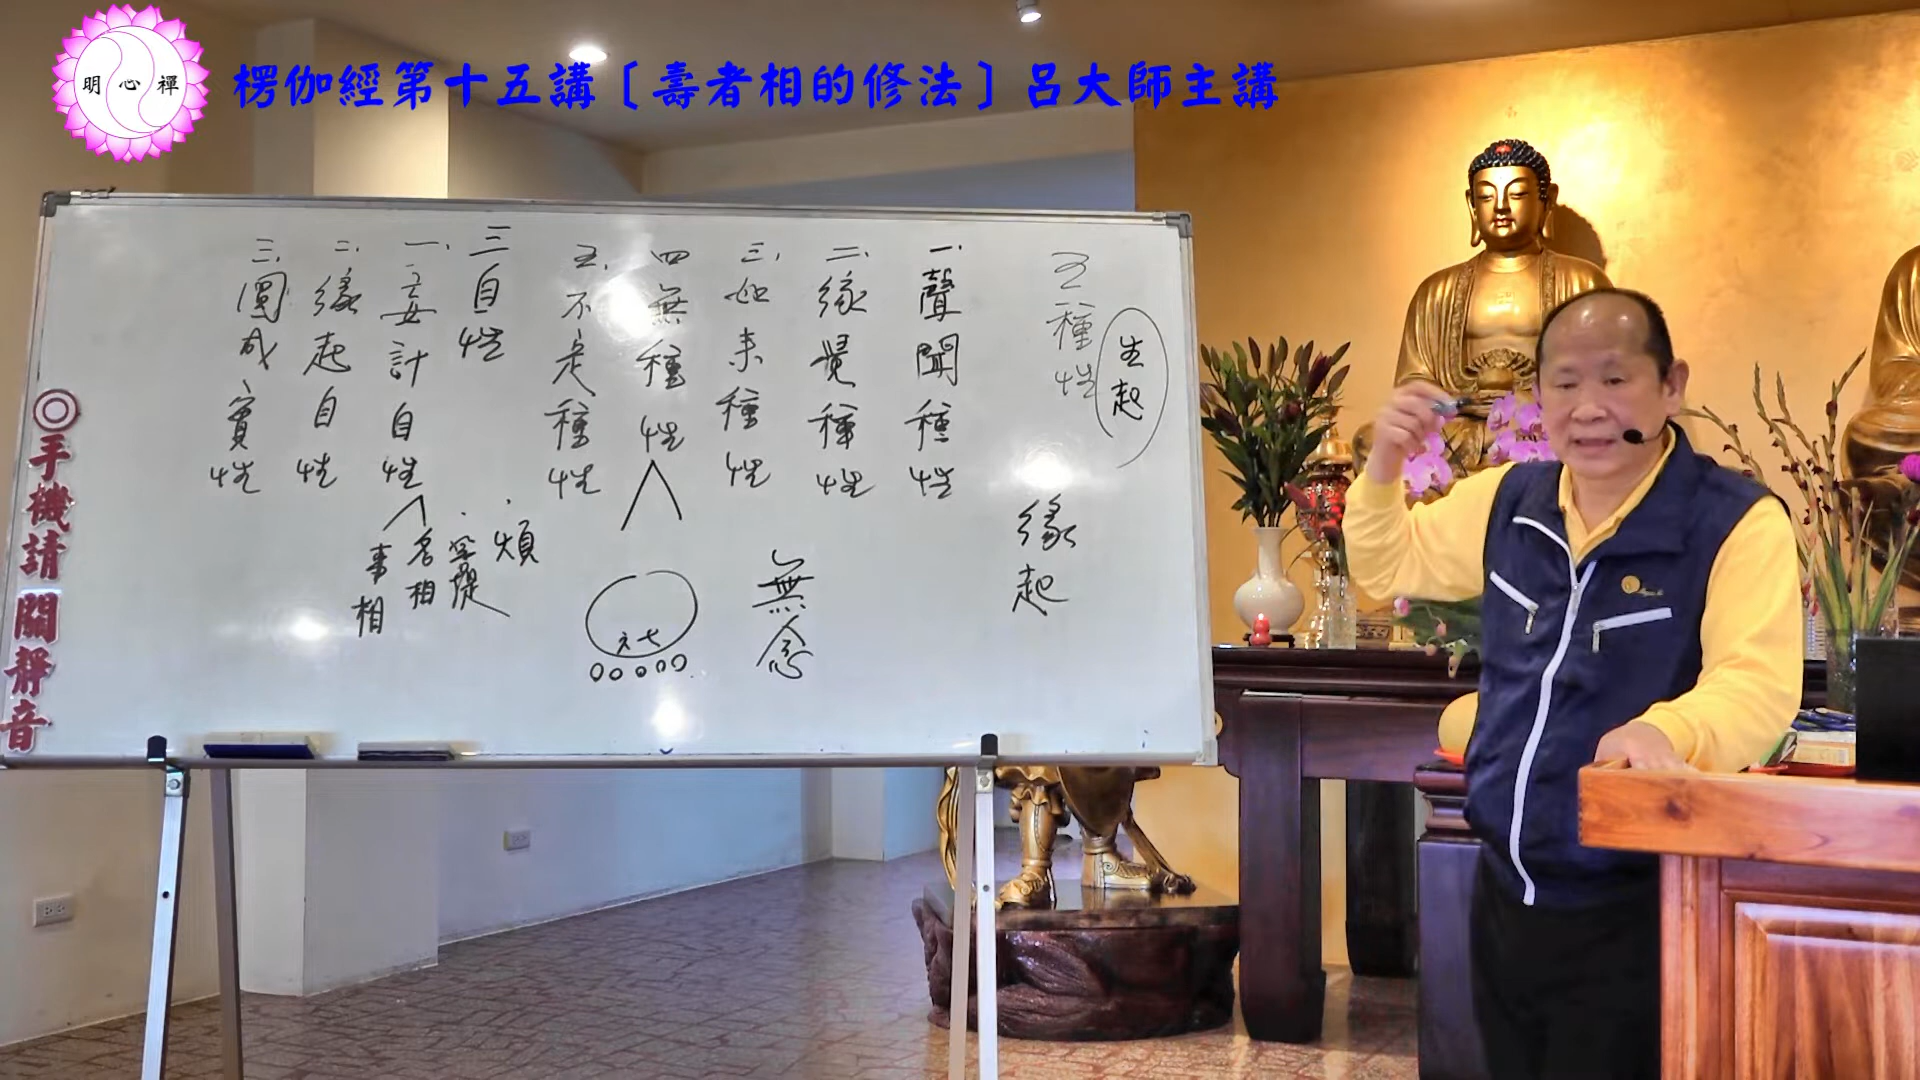 明心禪
楞伽經第十五講〔壽者相的修法〕呂大師主講
五種性
生起
緣起
一.聲聞種性
二.緣覺種性
三.如来種性
無念
四無種性
六七
五.不定種性
三自性
煩
一.妄計自性
名相
事相
二.緣起自性
三.圓成實性
◎手機請關靜音